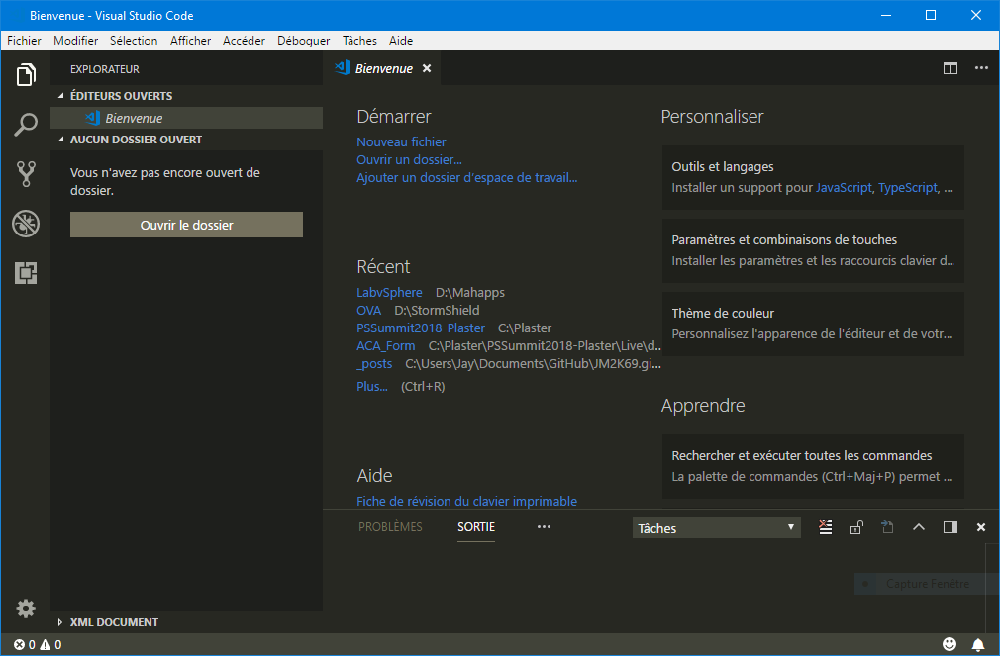 Bienvenue - Visual Studio Code
Fichier Modifier Sélection Afficher Accéder Déboguer Tâches Aide
EXPLORATEUR
ÉDITEURS OUVERTS
Bienvenue
AUCUN DOSSIER OUVERT
Vous n'avez pas encore ouvert de
dossier.
Ouvrir le dossier
XML DOCUMENT
Bienvenue
Démarrer
Nouveau fichier
Ouvrir un dossier...
Ajouter un dossier d'espace de travail...
Récent
LabvSphere D:\Mahapps
OVA D:\StormShield
PSSummit2018-Plaster C:\Plaster
ACA_Form C:\Plaster\PSSummit2018-Plaster\Live\d...
_posts C:\Users\Jay\Documents\GitHub\JM2K69.gi...
Plus... (Ctrl+R)
Aide
Fiche de révision du clavier imprimable
Personnaliser
Outils et langages
Installer un support pour JavaScript, TypeScript, ...
Paramètres et combinaisons de touches
Installer les paramètres et les raccourcis clavier d...
Thème de couleur
Personnalisez l'apparence de l'éditeur et de votr...
Apprendre
Rechercher et exécuter toutes les commandes
La palette de commandes (Ctrl+Maj+P) permet ...
PROBLÈMES SORTIE ... Tâches
Capture Fenêtre
0 0